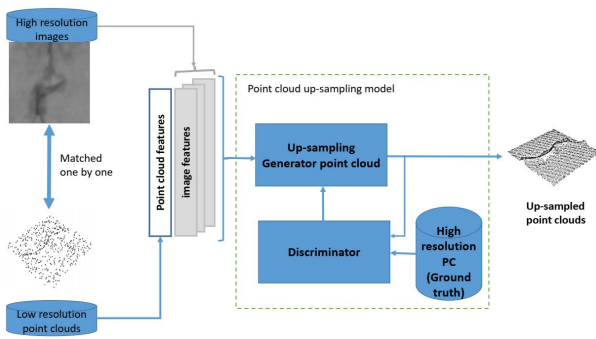 High resolution
images
Matched
one by one
Low resolution
point clouds
Point cloud features
image features
Point cloud up-sampling model
Up-sampling
Generator point cloud
Discriminator
High
resolution
PC
(Ground
truth)
Up-sampled
point clouds